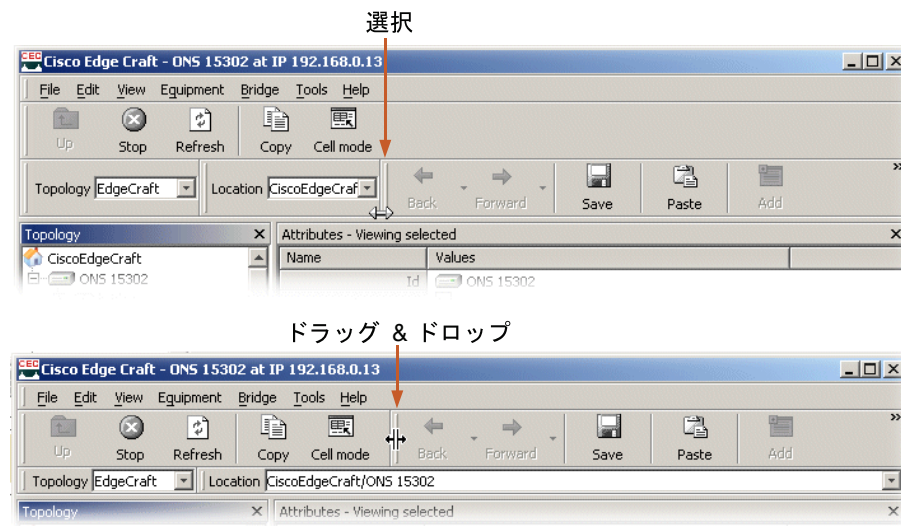 選択
CEC Cisco Edge Craft - ONS 15302 at IP 192.168.0.13
File Edit View Equipment Bridge Tools Help
Up Stop Refresh Copy Cell mode
Topology EdgeCraft Location CiscoEdgeCraf Back Forward Save Paste Add
Topology Attributes - Viewing selected
CiscoEdgeCraft Name Values
ONS 15302 Id ONS 15302
ドラッグ & ドロップ
CEC Cisco Edge Craft - ONS 15302 at IP 192.168.0.13
File Edit View Equipment Bridge Tools Help
Up Stop Refresh Copy Cell mode Back Forward Save Paste Add
Topology EdgeCraft Location CiscoEdgeCraft/ONS 15302
Topology Attributes - Viewing selected